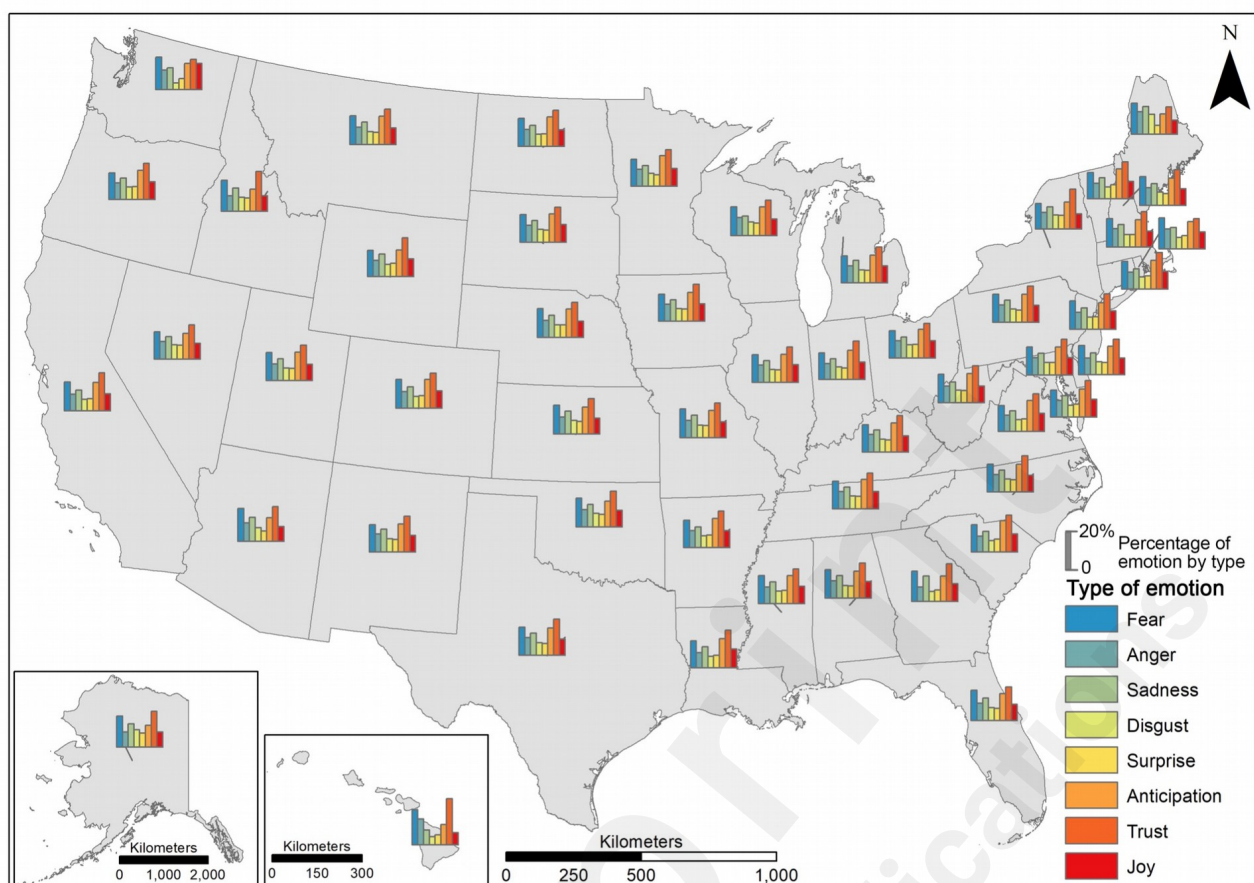 N
20%
0
Percentage of
emotion by type
Type of emotion
Fear
Anger
Sadness
Disgust
Surprise
Anticipation
Trust
Joy
Kilometers
0 1,000 2,000
Kilometers
0 150 300
Kilometers
0 250 500 1,000